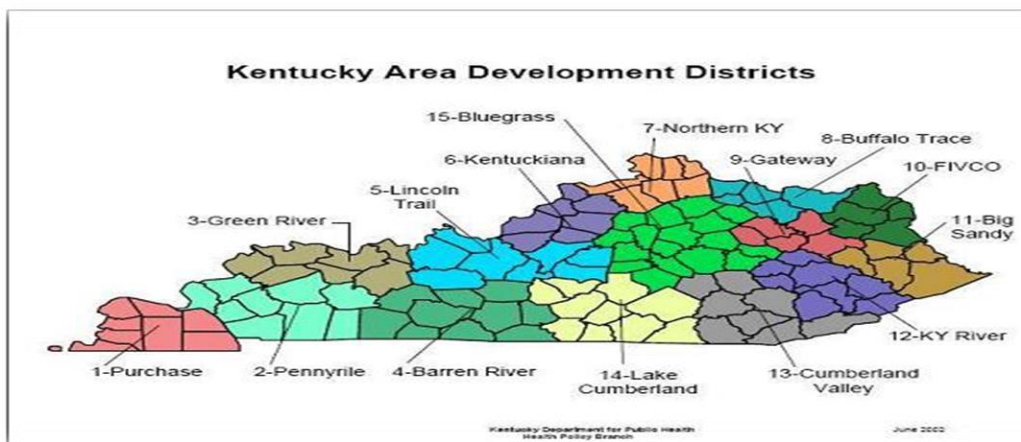 Kentucky Area Development Districts
15-Bluegrass
7-Northern KY
8-Buffalo Trace
6-Kentuckiana
9-Gateway
10-FIVCO
5-Lincoln
Trail
3-Green River
11-Big
Sandy
12-KY River
1-Purchase
2-Pennyrile
4-Barren River
14-Lake
Cumberland
13-Cumberland
Valley
Kentucky Department for Public Health
Health Policy Branch
June 2002